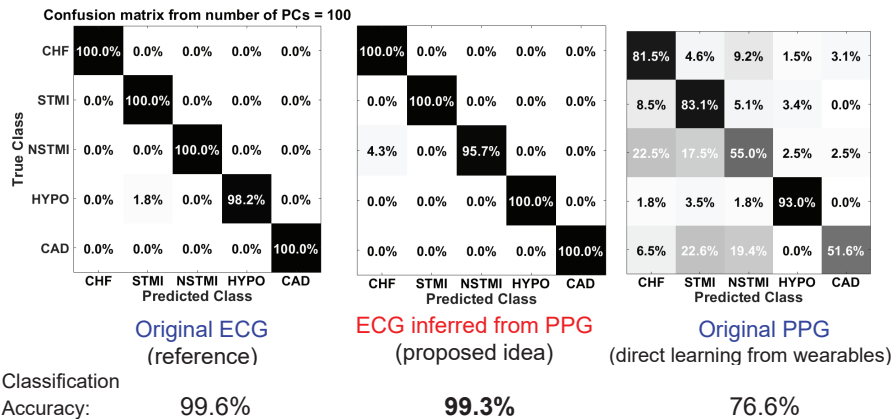 Confusion matrix from number of PCs = 100
True Class
CHF 100.0% 0.0% 0.0% 0.0% 0.0%
STMI 0.0% 100.0% 0.0% 0.0% 0.0%
NSTMI 0.0% 0.0% 100.0% 0.0% 0.0%
HYPO 0.0% 1.8% 0.0% 98.2% 0.0%
CAD 0.0% 0.0% 0.0% 0.0% 100.0%
CHF STMI NSTMI HYPO CAD
Predicted Class
Original ECG
(reference)
100.0% 0.0% 0.0% 0.0% 0.0%
0.0% 100.0% 0.0% 0.0% 0.0%
4.3% 0.0% 95.7% 0.0% 0.0%
0.0% 0.0% 0.0% 100.0% 0.0%
0.0% 0.0% 0.0% 0.0% 100.0%
CHF STMI NSTMI HYPO CAD
Predicted Class
ECG inferred from PPG
(proposed idea)
81.5% 4.6% 9.2% 1.5% 3.1%
8.5% 83.1% 5.1% 3.4% 0.0%
22.5% 17.5% 55.0% 2.5% 2.5%
1.8% 3.5% 1.8% 93.0% 0.0%
6.5% 22.6% 19.4% 0.0% 51.6%
CHF STMI NSTMI HYPO CAD
Predicted Class
Original PPG
(direct learning from wearables)
Classification
Accuracy: 99.6% 99.3% 76.6%